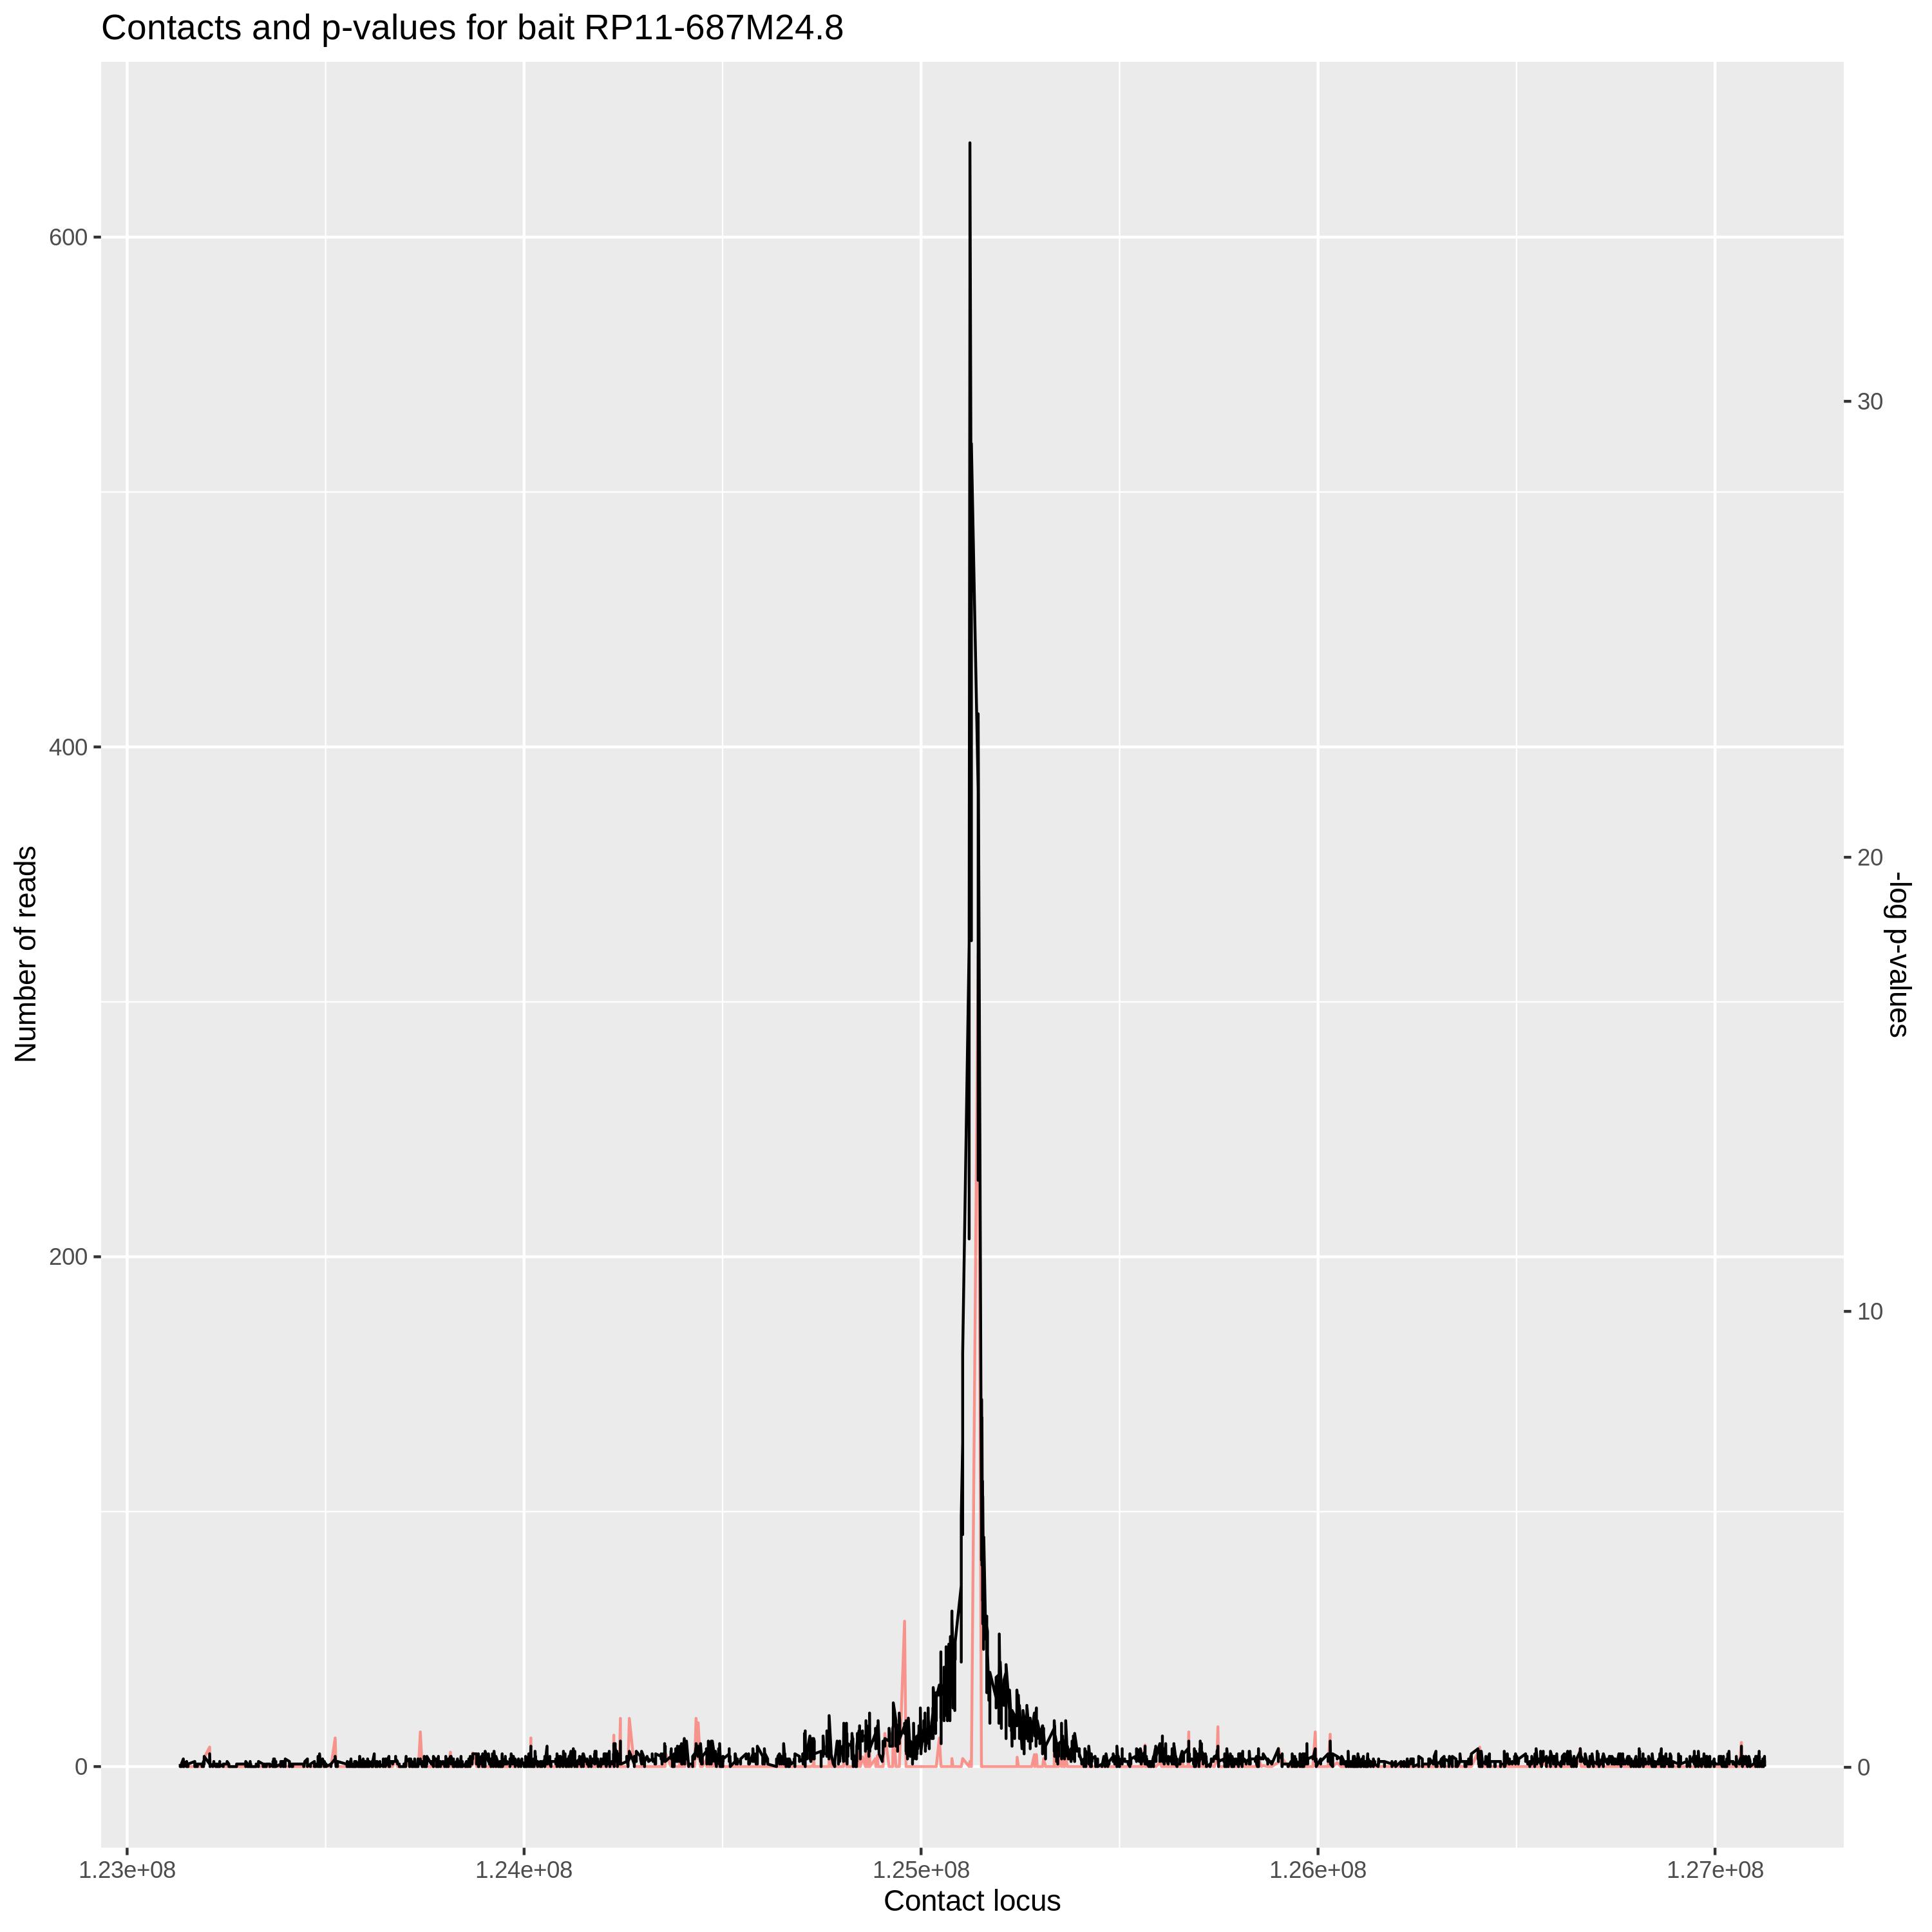 Contacts and p-values for bait RP11-687M24.8
600
400
200
0
Number of reads
30
20
10
0
-log p-values
1.23e+08
1.24e+08
1.25e+08
1.26e+08
1.27e+08
Contact locus